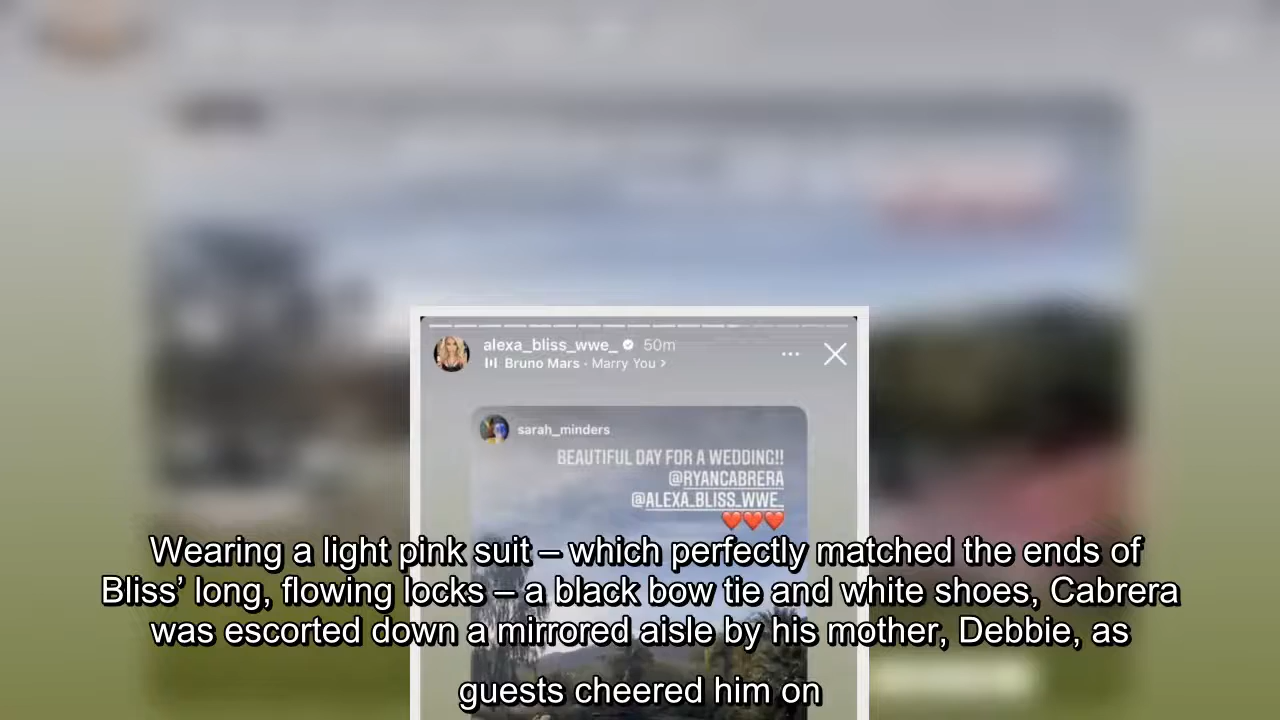 alexa_bliss_wwe_ 50m
Bruno Mars · Marry You >
sarah_minders
BEAUTIFUL DAY FOR A WEDDING!!
@RYANCABRERA
@ALEXA_BLISS_WWE_
❤️❤️❤️
Wearing a light pink suit – which perfectly matched the ends of
Bliss’ long, flowing locks – a black bow tie and white shoes, Cabrera
was escorted down a mirrored aisle by his mother, Debbie, as
guests cheered him on